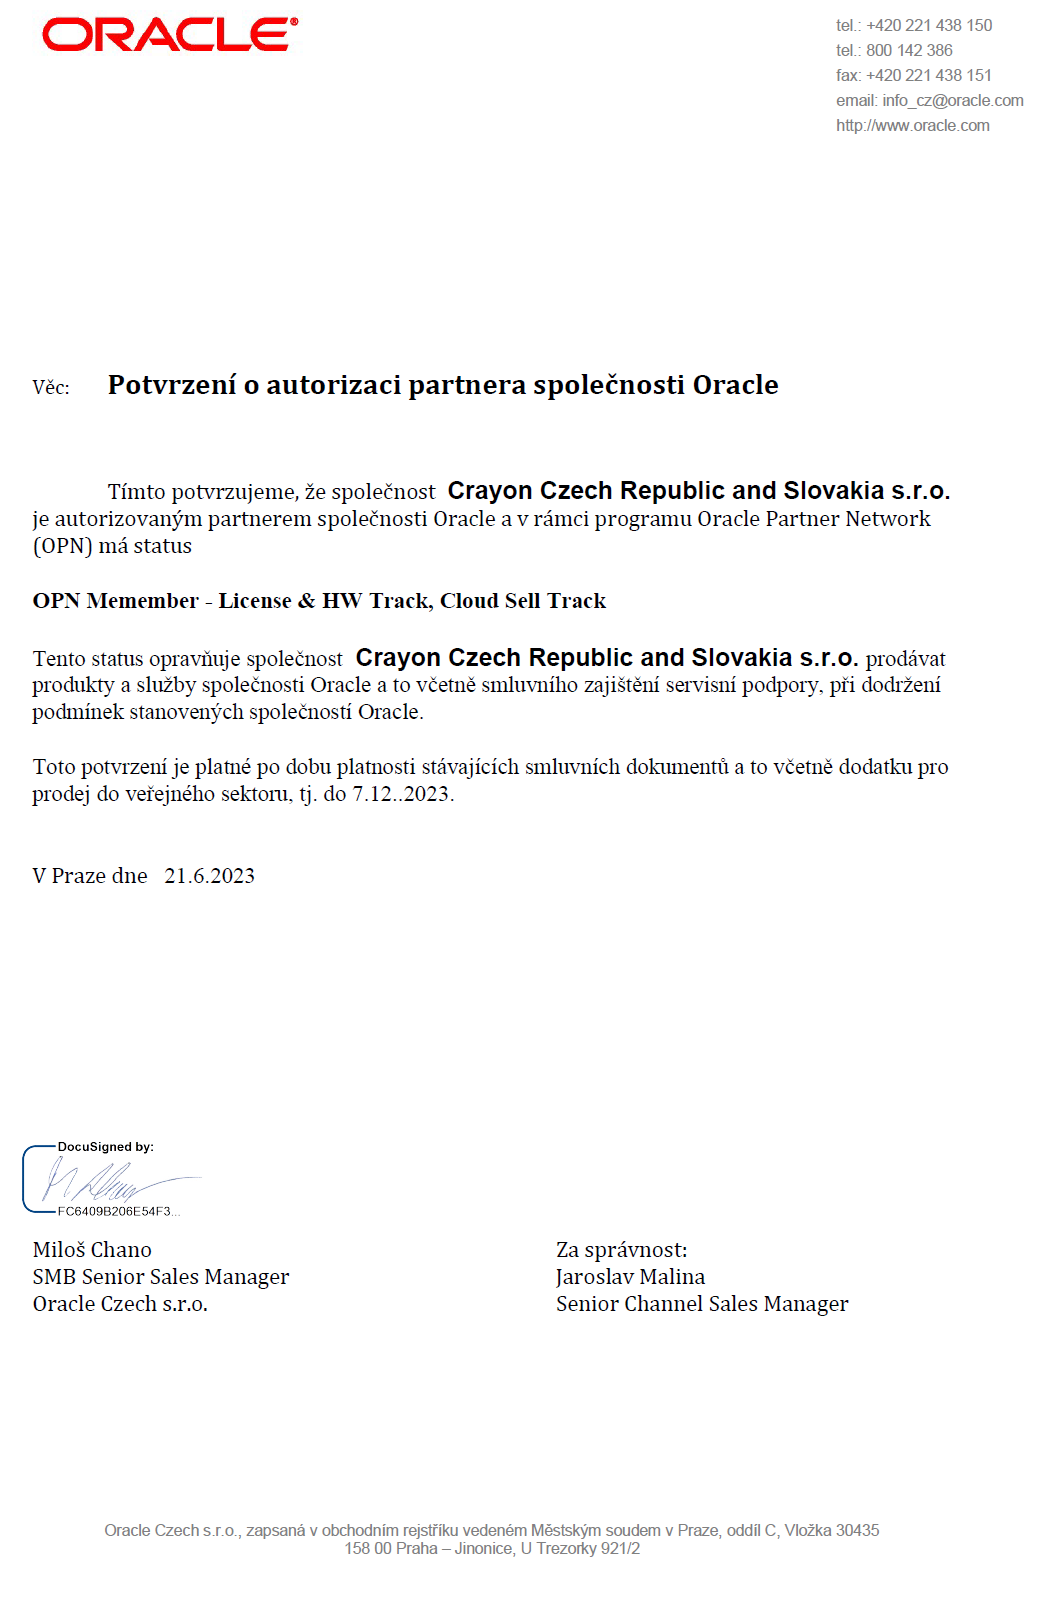 ORACLE®
tel.: +420 221 438 150
tel.: 800 142 386
fax: +420 221 438 151
email: info_cz@oracle.com
http://www.oracle.com
Věc: Potvrzení o autorizaci partnera společnosti Oracle
Tímto potvrzujeme, že společnost Crayon Czech Republic and Slovakia s.r.o.
je autorizovaným partnerem společnosti Oracle a v rámci programu Oracle Partner Network
(OPN) má status
OPN Memember - License & HW Track, Cloud Sell Track
Tento status opravňuje společnost Crayon Czech Republic and Slovakia s.r.o. prodávat
produkty a služby společnosti Oracle a to včetně smluvního zajištění servisní podpory, při dodržení
podmínek stanovených společností Oracle.
Toto potvrzení je platné po dobu platnosti stávajících smluvních dokumentů a to včetně dodatku pro
prodej do veřejného sektoru, tj. do 7.12..2023.
V Praze dne 21.6.2023
DocuSigned by:
FC6409B206E54F3...
Miloš Chano
SMB Senior Sales Manager
Oracle Czech s.r.o.
Za správnost:
Jaroslav Malina
Senior Channel Sales Manager
Oracle Czech s.r.o., zapsaná v obchodním rejstříku vedeném Městským soudem v Praze, oddíl C, Vložka 30435
158 00 Praha – Jinonice, U Trezorky 921/2